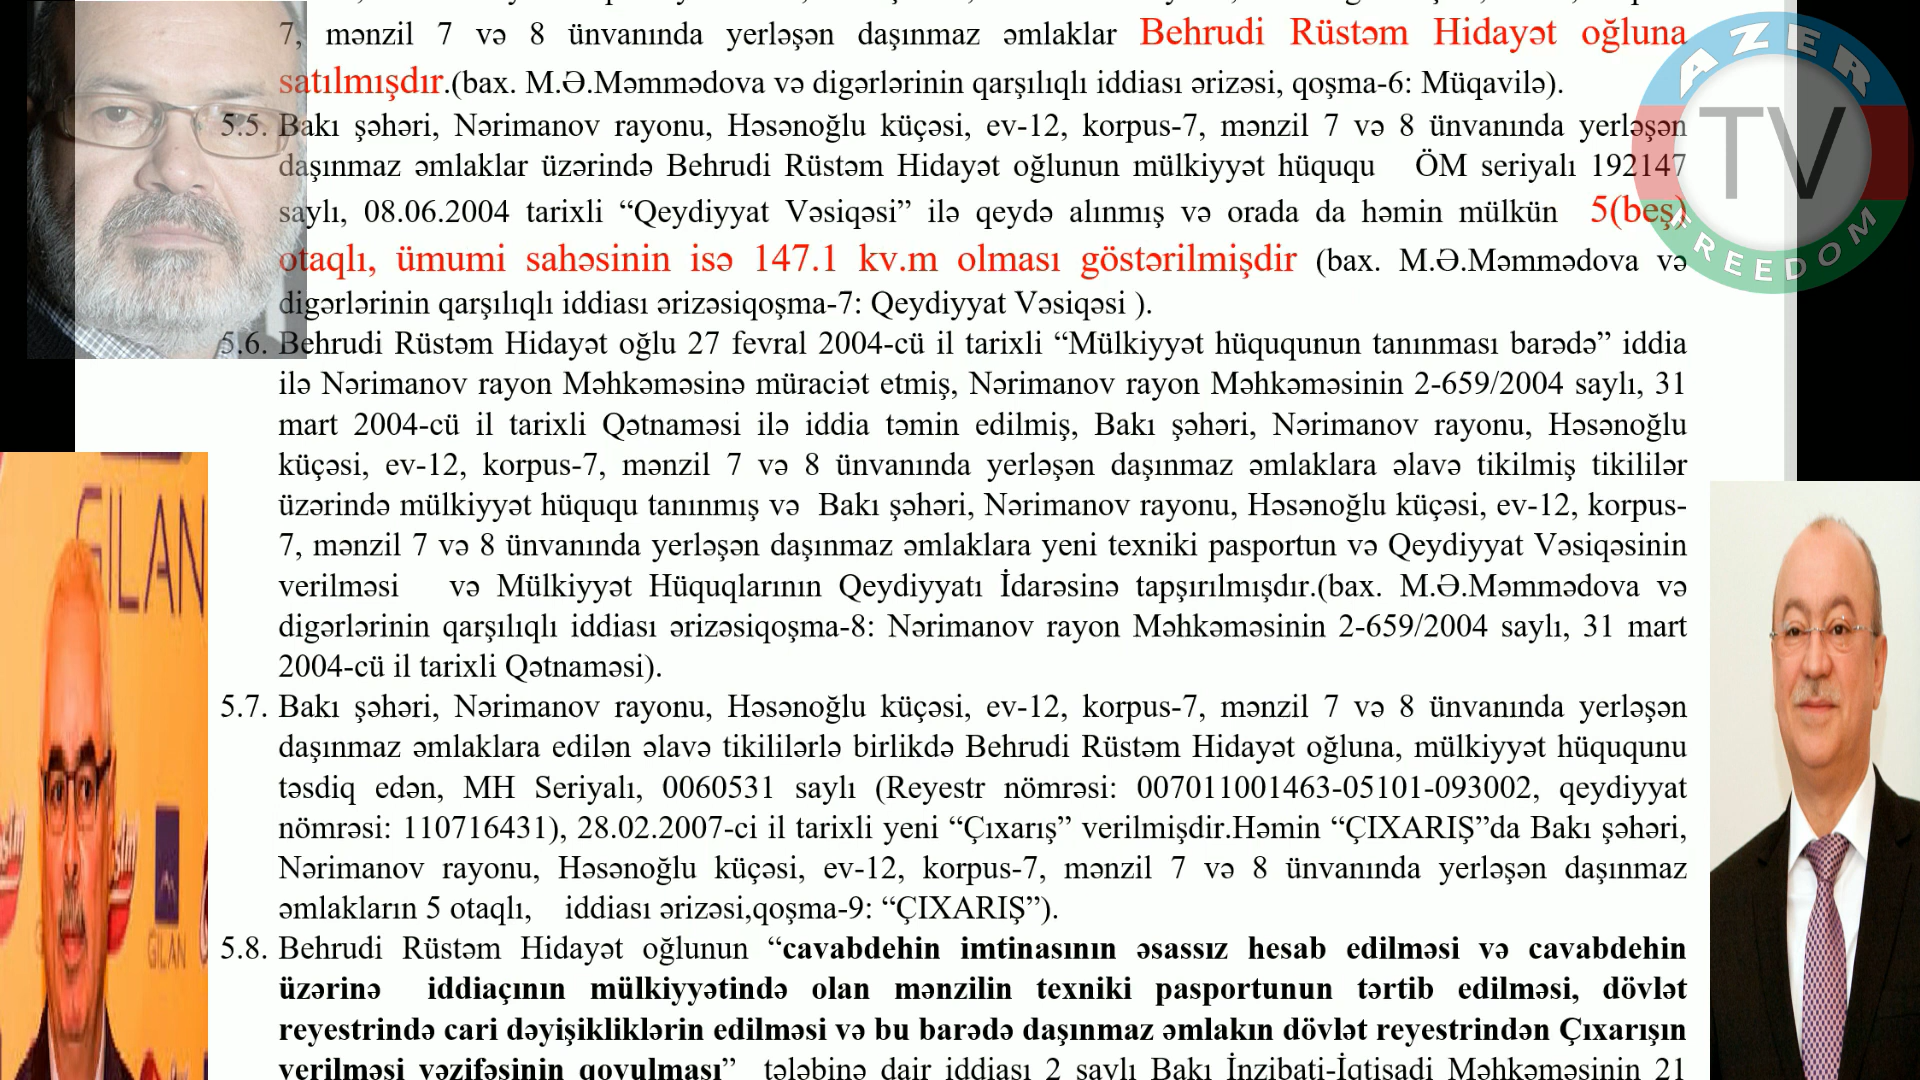 7, mənzil 7 və 8 ünvanında yerləşən daşınmaz əmlaklar Behrudi Rüstəm Hidayət oğluna
satılmışdır.(bax. M.Ə.Məmmədova və digərlərinin qarşılıqlı iddiası ərizəsi, qoşma-6: Müqavilə).
5.5. Bakı şəhəri, Nərimanov rayonu, Həsənoğlu küçəsi, ev-12, korpus-7, mənzil 7 və 8 ünvanında yerləşən
daşınmaz əmlaklar üzərində Behrudi Rüstəm Hidayət oğlunun mülkiyyət hüququ ÖM seriyalı 192147
saylı, 08.06.2004 tarixli “Qeydiyyat Vəsiqəsi” ilə qeydə alınmış və orada da həmin mülkün 5(beş)
otaqlı, ümumi sahəsinin isə 147.1 kv.m olması göstərilmişdir (bax. M.Ə.Məmmədova və
digərlərinin qarşılıqlı iddiası ərizəsiqoşma-7: Qeydiyyat Vəsiqəsi ).
5.6. Behrudi Rüstəm Hidayət oğlu 27 fevral 2004-cü il tarixli “Mülkiyyət hüququnun tanınması barədə” iddia
ilə Nərimanov rayon Məhkəməsinə müraciət etmiş, Nərimanov rayon Məhkəməsinin 2-659/2004 saylı, 31
mart 2004-cü il tarixli Qətnaməsi ilə iddia təmin edilmiş, Bakı şəhəri, Nərimanov rayonu, Həsənoğlu
küçəsi, ev-12, korpus-7, mənzil 7 və 8 ünvanında yerləşən daşınmaz əmlaklara əlavə tikilmiş tikililər
üzərində mülkiyyət hüququ tanınmış və Bakı şəhəri, Nərimanov rayonu, Həsənoğlu küçəsi, ev-12, korpus-
7, mənzil 7 və 8 ünvanında yerləşən daşınmaz əmlaklara yeni texniki pasportun və Qeydiyyat Vəsiqəsinin
verilməsi və Mülkiyyət Hüquqlarının Qeydiyyatı İdarəsinə tapşırılmışdır.(bax. M.Ə.Məmmədova və
digərlərinin qarşılıqlı iddiası ərizəsiqoşma-8: Nərimanov rayon Məhkəməsinin 2-659/2004 saylı, 31 mart
2004-cü il tarixli Qətnaməsi).
5.7. Bakı şəhəri, Nərimanov rayonu, Həsənoğlu küçəsi, ev-12, korpus-7, mənzil 7 və 8 ünvanında yerləşən
daşınmaz əmlaklara edilən əlavə tikililərlə birlikdə Behrudi Rüstəm Hidayət oğluna, mülkiyyət hüququnu
təsdiq edən, MH Seriyalı, 0060531 saylı (Reyestr nömrəsi: 007011001463-05101-093002, qeydiyyat
nömrəsi: 110716431), 28.02.2007-ci il tarixli yeni “Çıxarış” verilmişdir.Həmin “ÇIXARIŞ”da Bakı şəhəri,
Nərimanov rayonu, Həsənoğlu küçəsi, ev-12, korpus-7, mənzil 7 və 8 ünvanında yerləşən daşınmaz
əmlakların 5 otaqlı, iddiası ərizəsi,qoşma-9: “ÇIXARIŞ”).
5.8. Behrudi Rüstəm Hidayət oğlunun “cavabdehin imtinasının əsassız hesab edilməsi və cavabdehin
üzərinə iddiaçının mülkiyyətində olan mənzilin texniki pasportunun tərtib edilməsi, dövlət
reyestrində cari dəyişikliklərin edilməsi və bu barədə daşınmaz əmlakın dövlət reyestrindən Çıxarışın
verilməsi vəzifəsinin qoyulması” tələbinə dair iddiası 2 saylı Bakı İnzibati-İqtisadi Məhkəməsinin 21
AZER
TV
FREEDOM
GILAN
GILAN